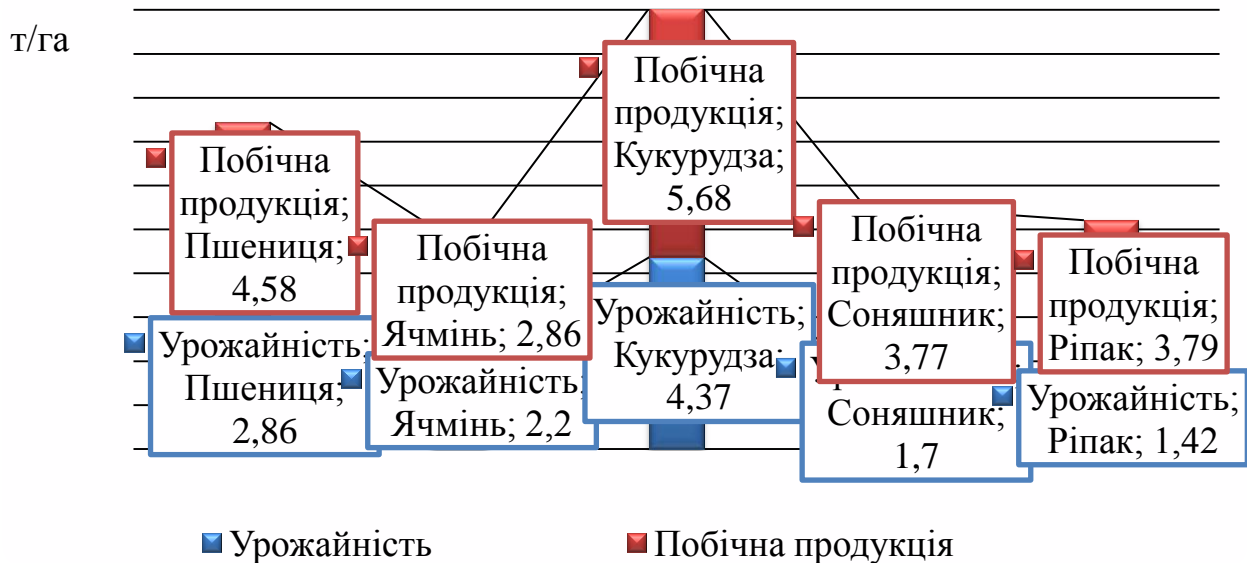 т/га
Побічна
продукція;
Кукурудза;
5,68
Побічна
продукція;
Пшениця;
4,58
Побічна
продукція;
Ячмінь; 2,86
Побічна
продукція;
Соняшник;
3,77
Побічна
продукція;
Ріпак; 3,79
Урожайність;
Пшениця;
2,86
Урожайність;
Ячмінь; 2,2
Урожайність;
Кукурудза;
4,37
Соняшник;
1,7
Урожайність;
Ріпак; 1,42
Урожайність
Побічна продукція